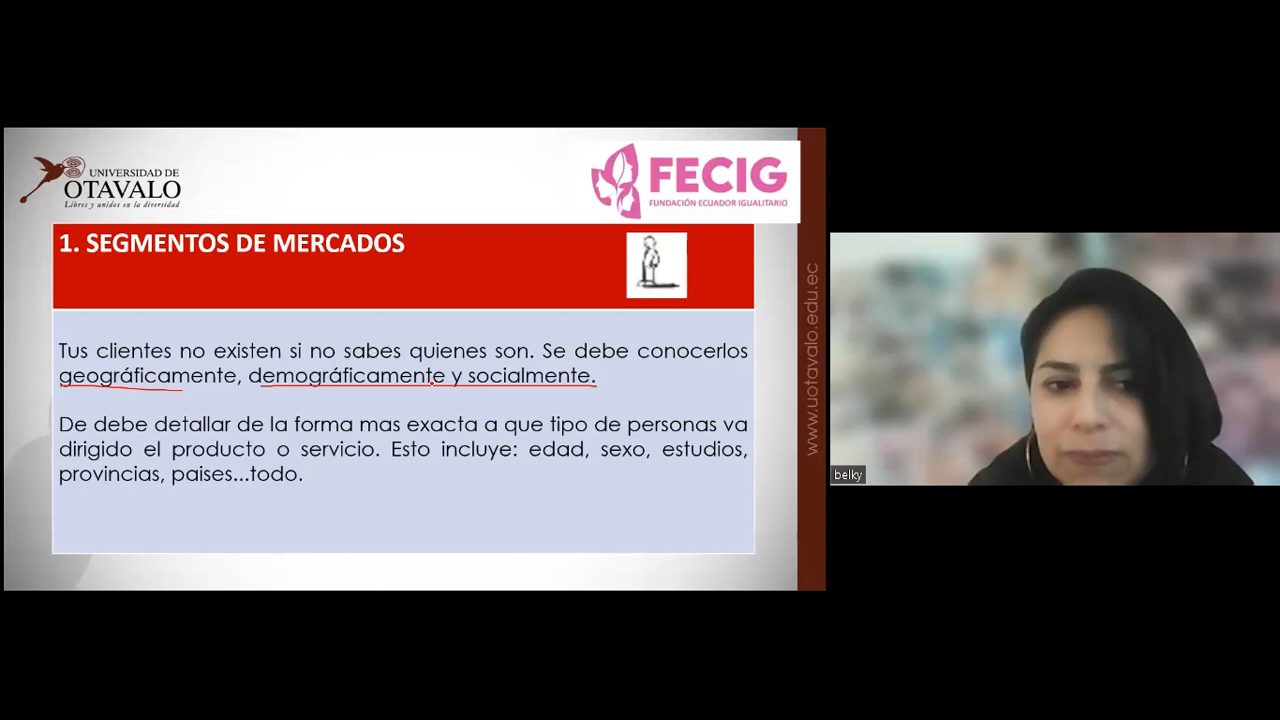 UNIVERSIDAD DE
OTAVALO
Libres y unidos en la diversidad
FECIG
FUNDACIÓN ECUADOR IGUALITARIO
1. SEGMENTOS DE MERCADOS
Tus clientes no existen si no sabes quienes son. Se debe conocerlos
geográficamente, demográficamente y socialmente.
De debe detallar de la forma mas exacta a que tipo de personas va
dirigido el producto o servicio. Esto incluye: edad, sexo, estudios,
provincias, paises...todo.
www.uotavalo.edu.ec
belky